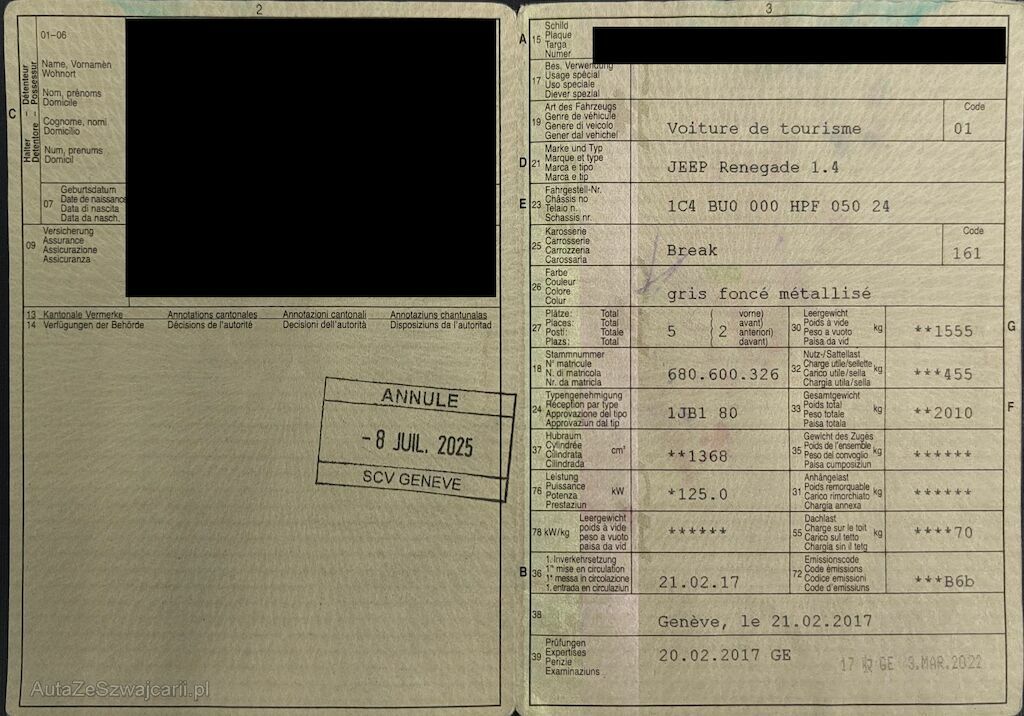 2
01-06
Détenteur
Possessur
Halter
Detentore
C
Name, Vornamen
Wohnort
Nom, prénoms
Domicile
Cognome, nomi
Domicilio
Num, prenums
Domicil
07
Geburtsdatum
Date de naissance
Data di nascita
Data da nasch.
09
Versicherung
Assurance
Assicurazione
Assicuranza
13 Kantonale Vermerke Annotations cantonales Annotazioni cantonali Annotaziuns chantunalas
14 Verfügungen der Behörde Décisions de l'autorité Decisioni dell'autorità Disposiziuns da l'autoritad
ANNULE
- 8 JUIL. 2025
SCV GENEVE
AutaZeSzwajcarii.pl
3
A 15
Schild
Plaque
Targa
Numer
17
Bes. Verwendung
Usage spécial
Uso speciale
Diever spezial
19
Art des Fahrzeugs
Genre de véhicule
Genere di veicolo
Gener dal vehichel
Voiture de tourisme
Code
01
D 21
Marke und Typ
Marque et type
Marca e tipo
Marca e tip
JEEP Renegade 1.4
E 23
Fahrgestell-Nr.
Châssis no
Telaio n.
Schassis nr.
1C4 BU0 000 HPF 050 24
25
Karosserie
Carrosserie
Carrozzeria
Carossaria
Break
Code
161
26
Farbe
Couleur
Colore
Colur
gris foncé métallisé
27
Plätze: Total
Places: Total
Posti: Totale
Plazs: Total
5 ( 2
vorne)
avant)
anteriori)
davant)
30
Leergewicht
Poids à vide
Peso a vuoto
Paisa da vid
kg
**1555
G
18
Stammnummer
N° matricule
N. di matricola
Nr. da matricla
680.600.326
32
Nutz-/Sattellast
Charge utile/sellette
Carico utile/sella
Chargia utila/sella
kg
***455
24
Typengenehmigung
Réception par type
Approvazione del tipo
Approvaziun dal tip
1JB1 80
33
Gesamtgewicht
Poids total
Peso totale
Paisa totala
kg
**2010
F
37
Hubraum
Cylindrée
Cilindrata
Cilindrada
cm³
**1368
35
Gewicht des Zuges
Poids de l'ensemble
Peso del convoglio
Paisa cumposiziun
kg
******
76
Leistung
Puissance
Potenza
Prestaziun
kW
*125.0
31
Anhängelast
Poids remorquable
Carico rimorchiato
Chargia annexa
kg
******
78 kW/kg
Leergewicht
poids à vide
peso a vuoto
paisa da vid
******
55
Dachlast
Charge sur le toit
Carico sul tetto
Chargia sin il tetg
kg
****70
B 36
1. Inverkehrsetzung
1re mise en circulation
1a messa in circolazione
1. entrada en circulaziun
21.02.17
72
Emissionscode
Code émissions
Codice emissioni
Code d'emissiuns
***B6b
38
Genève, le 21.02.2017
39
Prüfungen
Expertises
Perizie
Examinaziuns
20.02.2017 GE
GE 3.MAR.2022